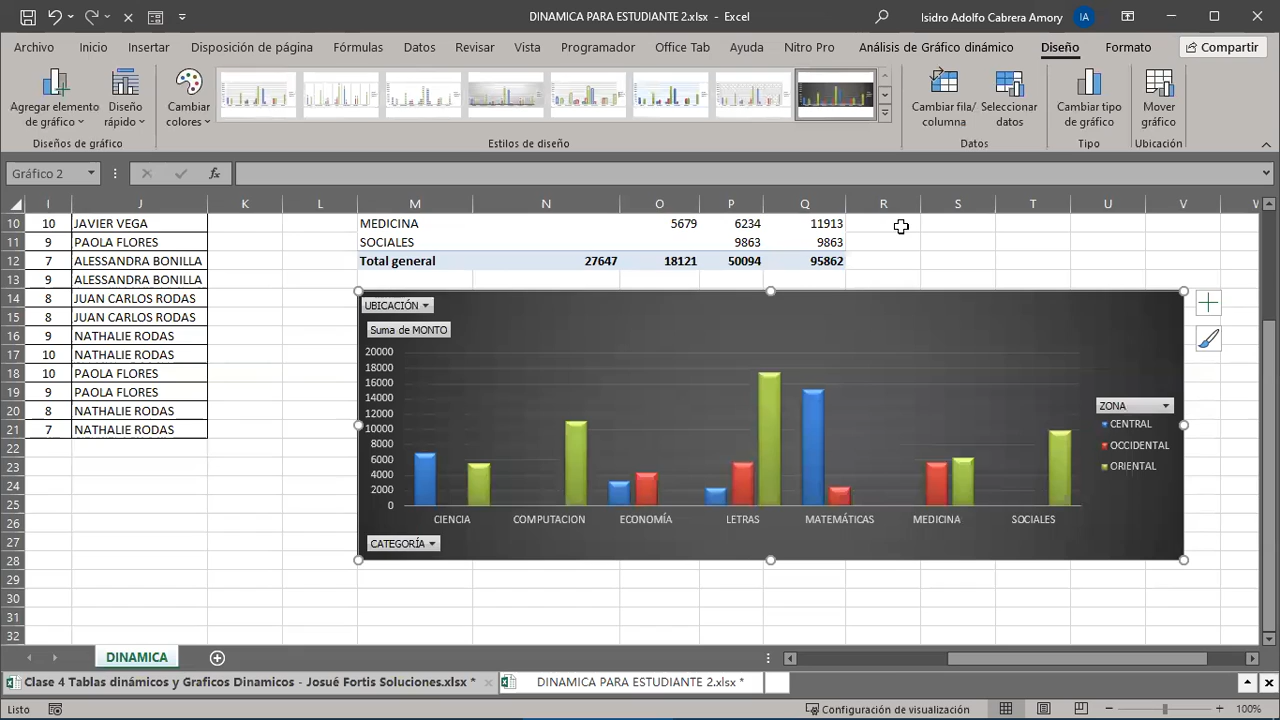 DINAMICA PARA ESTUDIANTE 2.xlsx - Excel
Isidro Adolfo Cabrera Amory
IA
Archivo Inicio Insertar Disposición de página Fórmulas Datos Revisar Vista Programador Office Tab Ayuda Nitro Pro Análisis de Gráfico dinámico Diseño Formato Compartir
Agregar elemento de gráfico
Diseño rápido
Cambiar colores
Cambiar fila/columna
Seleccionar datos
Cambiar tipo de gráfico
Mover gráfico
Diseños de gráfico Estilos de diseño Datos Tipo Ubicación
Gráfico 2 fx
I J K L M N O P Q R S T U V W
10 10 JAVIER VEGA MEDICINA 5679 6234 11913
11 9 PAOLA FLORES SOCIALES 9863 9863
12 7 ALESSANDRA BONILLA Total general 27647 18121 50094 95862
13 9 ALESSANDRA BONILLA
14 8 JUAN CARLOS RODAS
15 8 JUAN CARLOS RODAS
16 9 NATHALIE RODAS
17 10 NATHALIE RODAS
18 10 PAOLA FLORES
19 9 PAOLA FLORES
20 8 NATHALIE RODAS
21 7 NATHALIE RODAS
22
23
24
25
26
27
28
29
30
31
32
UBICACIÓN
Suma de MONTO
20000
18000
16000
14000
12000
10000
8000
6000
4000
2000
0
CIENCIA COMPUTACION ECONOMÍA LETRAS MATEMÁTICAS MEDICINA SOCIALES
CATEGORÍA
ZONA
CENTRAL
OCCIDENTAL
ORIENTAL
DINAMICA
Clase 4 Tablas dinámicos y Graficos Dinamicos - Josué Fortis Soluciones.xlsx * DINAMICA PARA ESTUDIANTE 2.xlsx *
Listo Configuración de visualización 100%